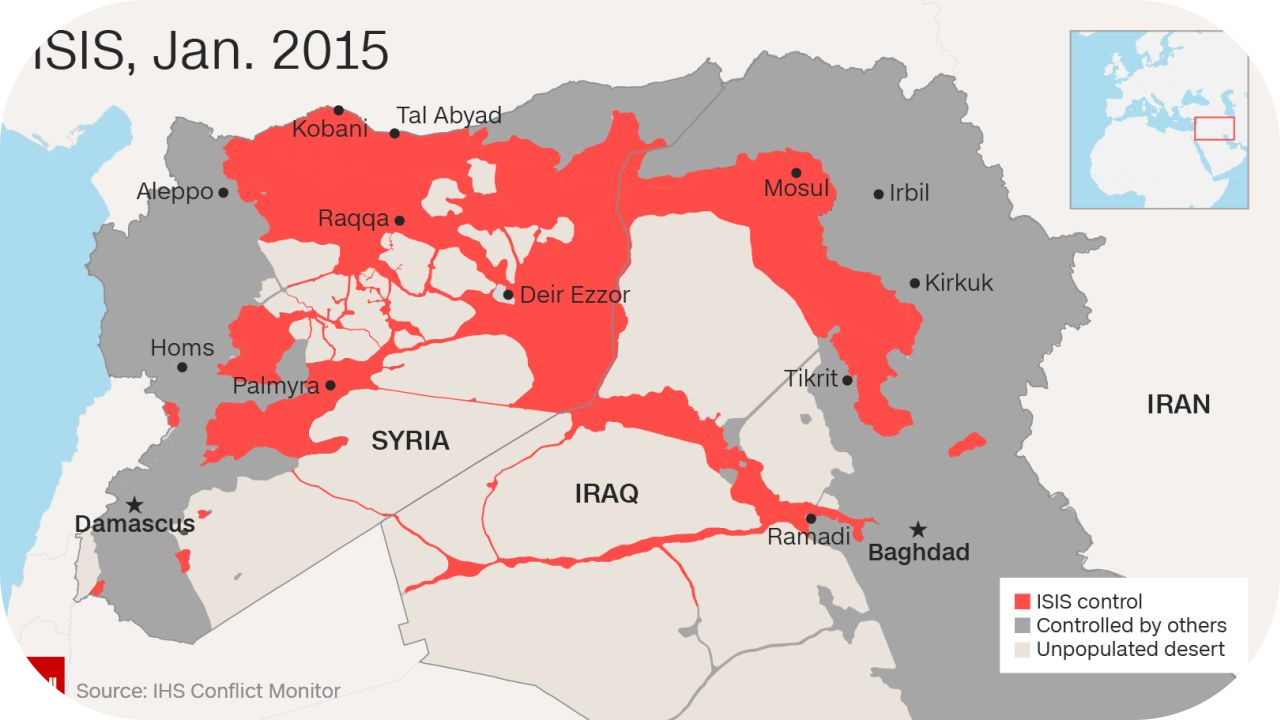 ISIS, Jan. 2015
Tal Abyad
Kobani
Aleppo
Mosul
Irbil
Raqqa
Kirkuk
Deir Ezzor
Homs
Palmyra
Tikrit
IRAN
SYRIA
IRAQ
Damascus
Ramadi
Baghdad
ISIS control
Controlled by others
Unpopulated desert
Source: IHS Conflict Monitor